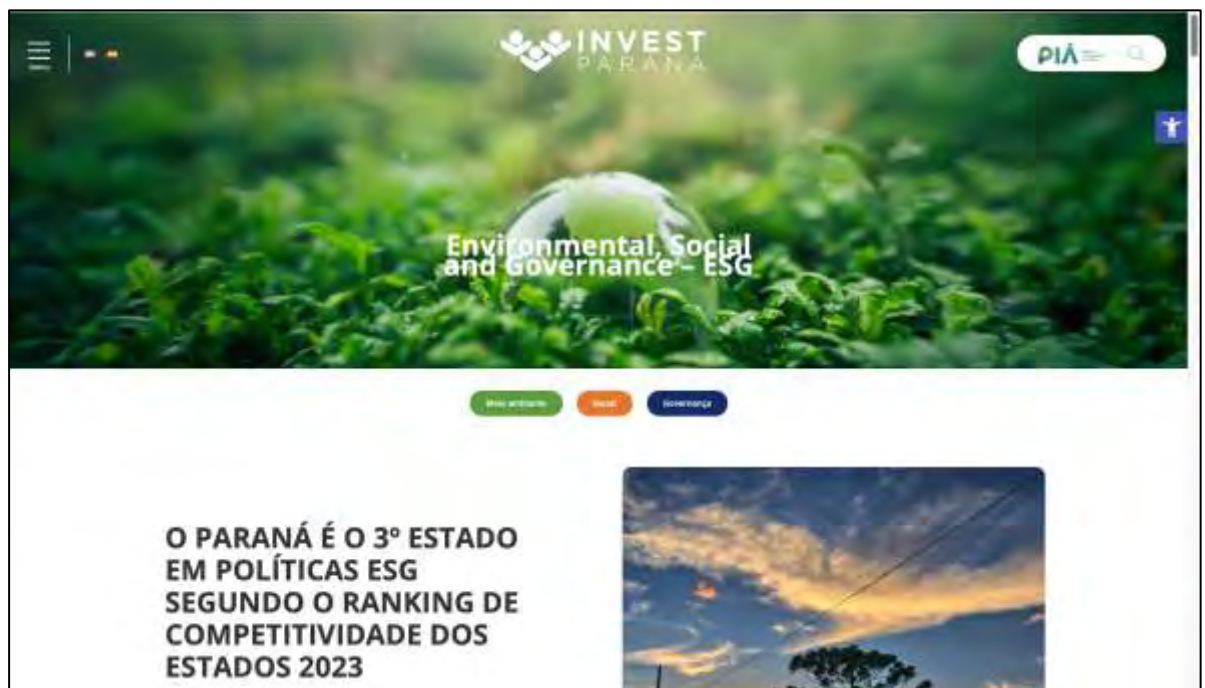 INVEST
PARANÁ
PIÁ
Environmental, Social
and Governance – ESG
Meio ambiente
Social
Governança
O PARANÁ É O 3º ESTADO
EM POLÍTICAS ESG
SEGUNDO O RANKING DE
COMPETITIVIDADE DOS
ESTADOS 2023